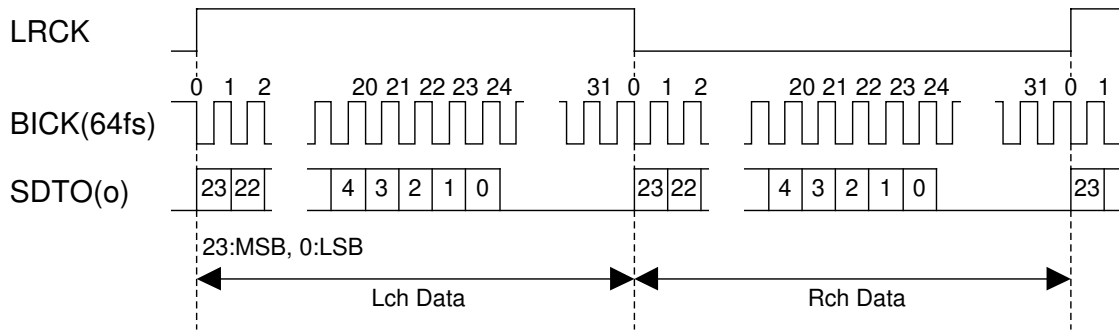 LRCK
0 1 2 20 21 22 23 24 31 0 1 2 20 21 22 23 24 31 0 1
BICK(64fs)
SDTO(o) 23 22 4 3 2 1 0 23 22 4 3 2 1 0 23
23:MSB, 0:LSB
Lch Data Rch Data